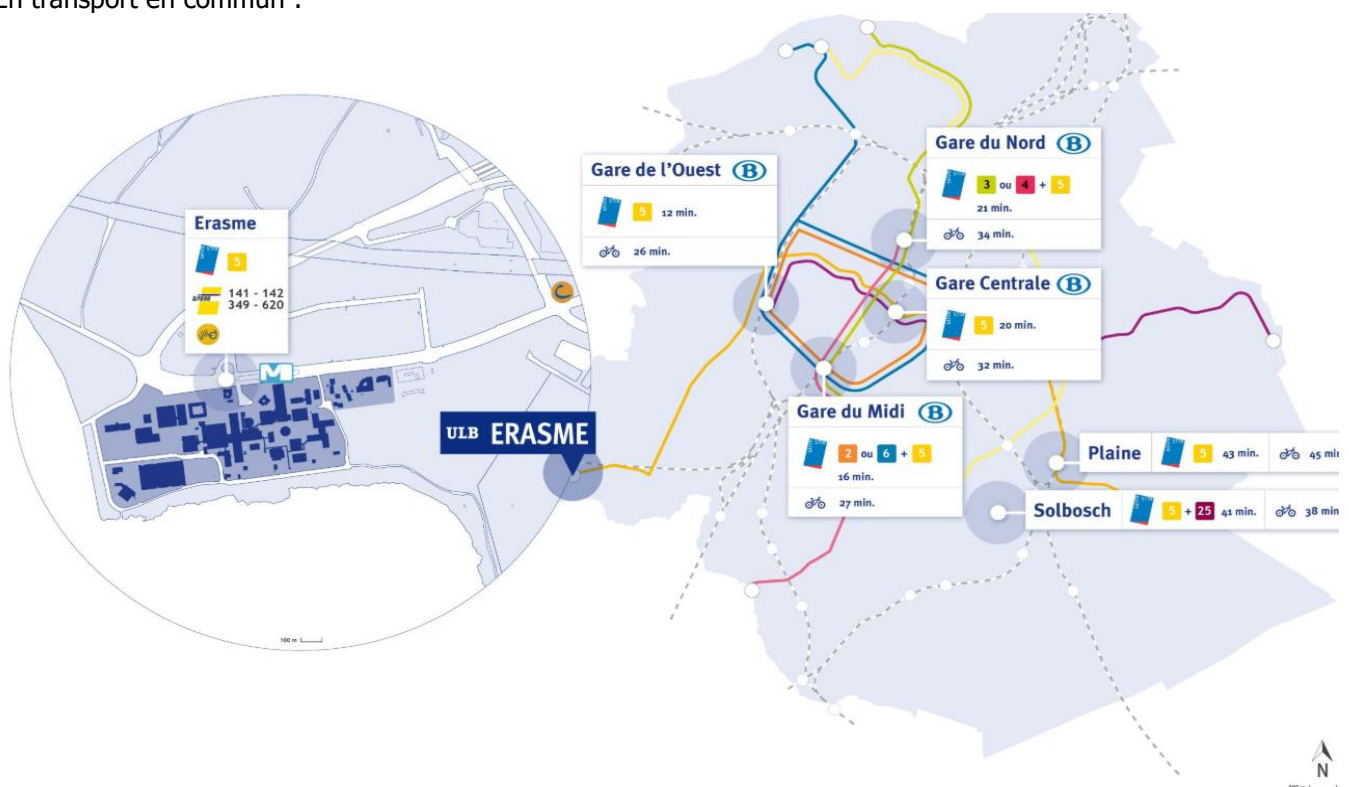 En transport en commun :
Erasme
5
141 - 142
349 - 620
M
100 m
ULB ERASME
Gare de l'Ouest B
5 12 min.
26 min.
Gare du Nord B
3 ou 4 + 5
21 min.
34 min.
Gare Centrale B
5 20 min.
32 min.
Gare du Midi B
2 ou 6 + 5
16 min.
27 min.
Plaine 5 43 min. 45 min
Solbosch 5 + 25 41 min. 38 min
N